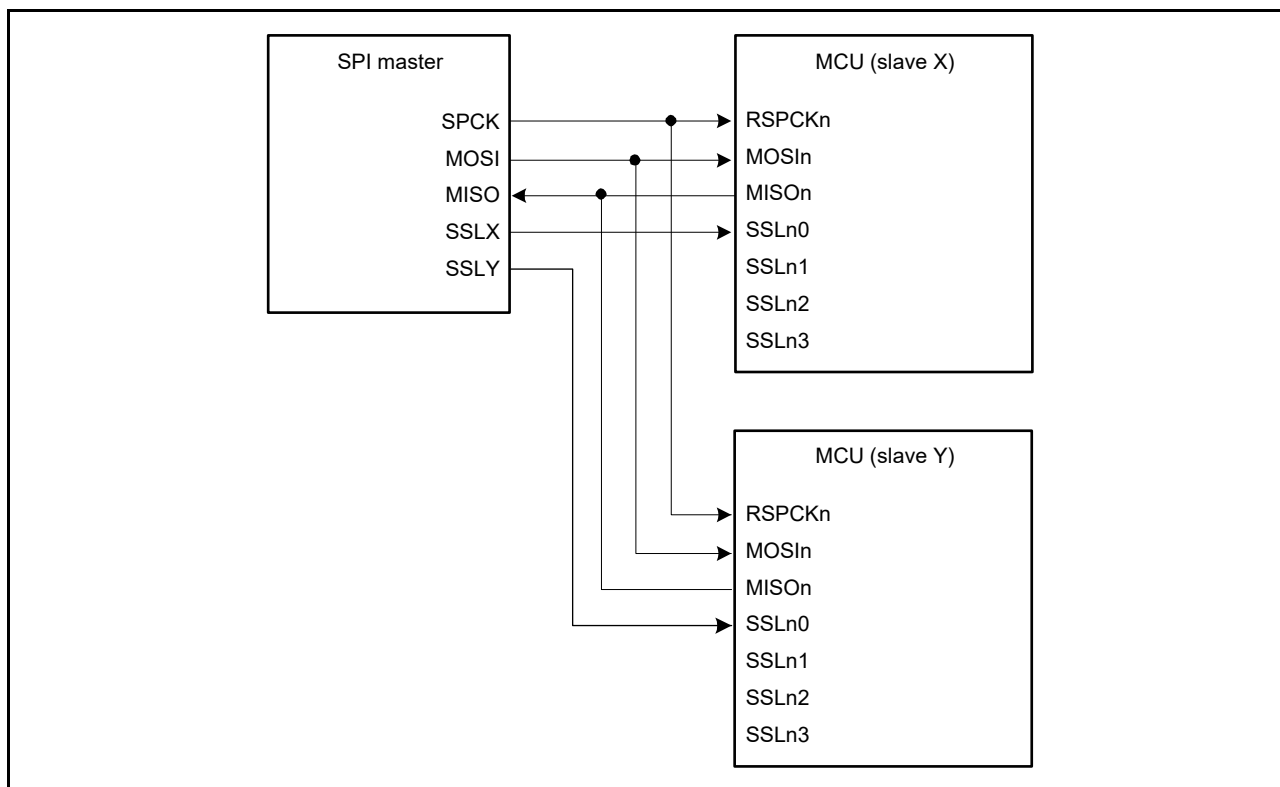 SPI master
SPCK
MOSI
MISO
SSLX
SSLY
MCU (slave X)
RSPCKn
MOSIn
MISOn
SSLn0
SSLn1
SSLn2
SSLn3
MCU (slave Y)
RSPCKn
MOSIn
MISOn
SSLn0
SSLn1
SSLn2
SSLn3